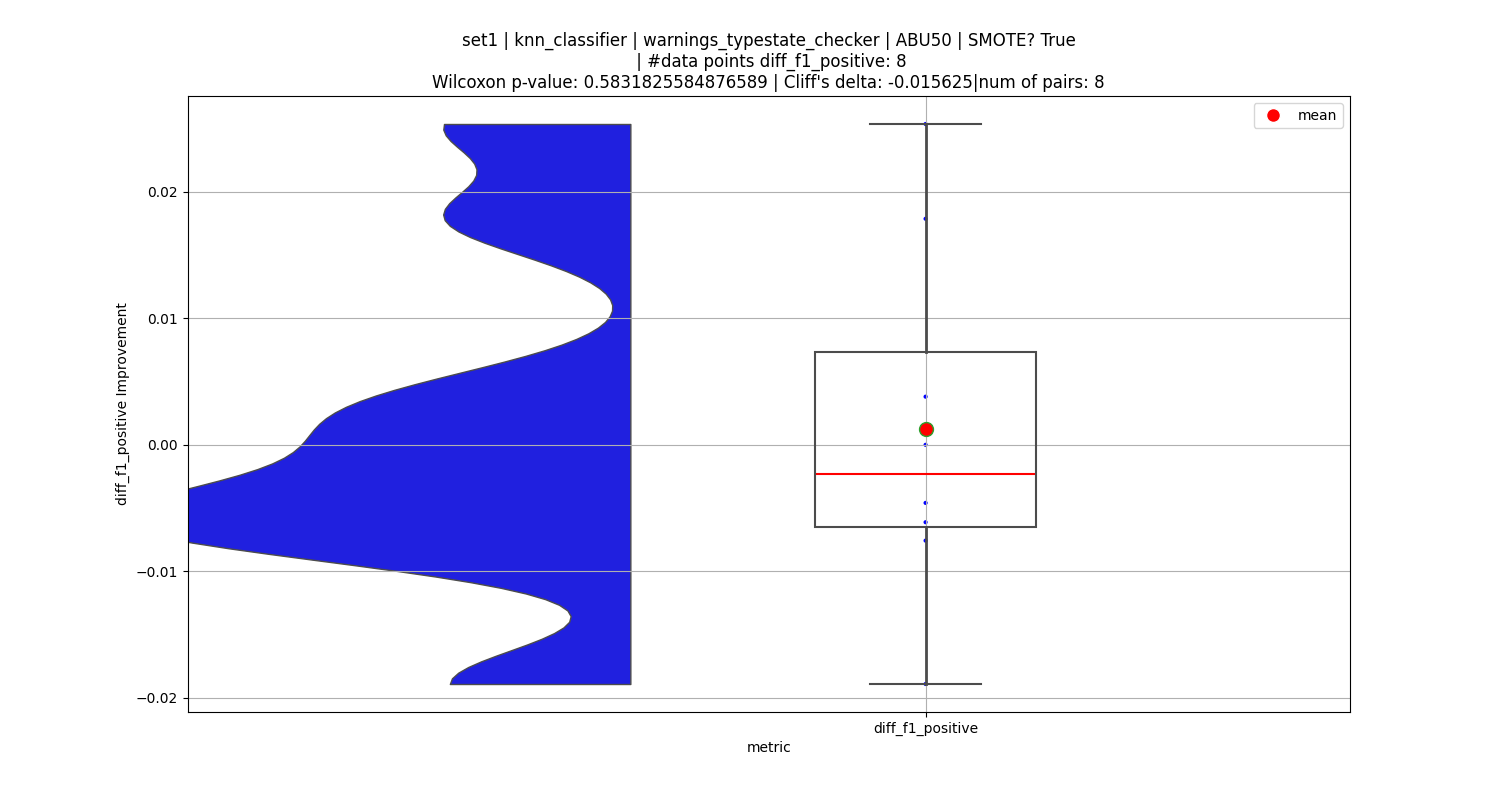 set1 | knn_classifier | warnings_typestate_checker | ABU50 | SMOTE? True
| #data points diff_f1_positive: 8
Wilcoxon p-value: 0.5831825584876589 | Cliff's delta: -0.015625|num of pairs: 8
mean
0.02
0.01
0.00
−0.01
−0.02
diff_f1_positive Improvement
diff_f1_positive
metric